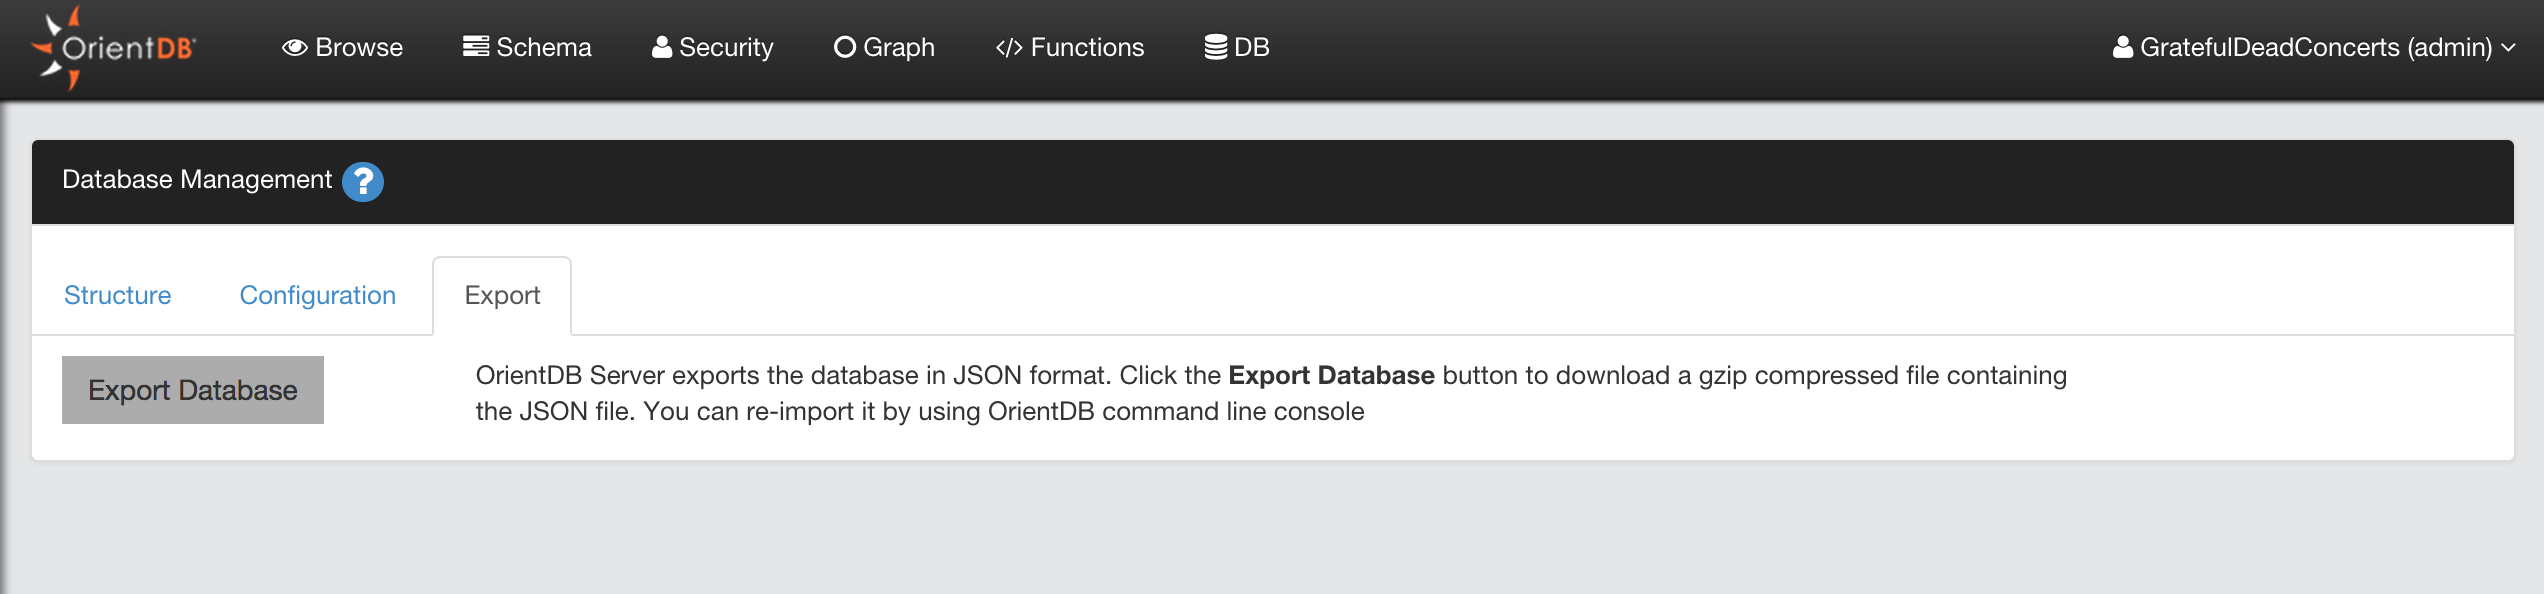 OrientDB Browse Schema Security Graph </> Functions DB GratefulDeadConcerts (admin)
Database Management ?
Structure Configuration Export
Export Database
OrientDB Server exports the database in JSON format. Click the Export Database button to download a gzip compressed file containing
the JSON file. You can re-import it by using OrientDB command line console